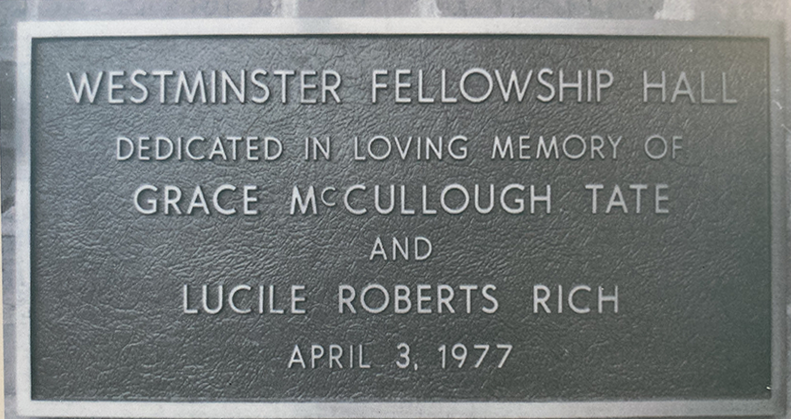 WESTMINSTER FELLOWSHIP HALL
DEDICATED IN LOVING MEMORY OF
GRACE McCULLOUGH TATE
AND
LUCILE ROBERTS RICH
APRIL 3, 1977